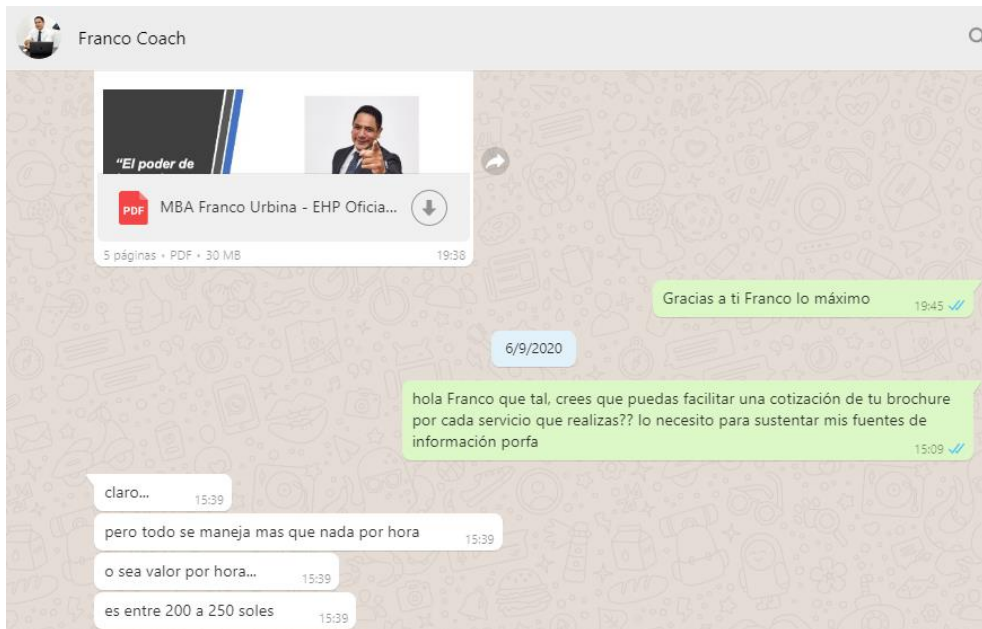 Franco Coach
"El poder de
PDF
MBA Franco Urbina - EHP Oficia...
5 páginas • PDF • 30 MB
19:38
Gracias a ti Franco lo máximo
19:45
6/9/2020
hola Franco que tal, crees que puedas facilitar una cotización de tu brochure
por cada servicio que realizas?? lo necesito para sustentar mis fuentes de
información porfa
15:09
claro...
15:39
pero todo se maneja mas que nada por hora
15:39
o sea valor por hora...
15:39
es entre 200 a 250 soles
15:39